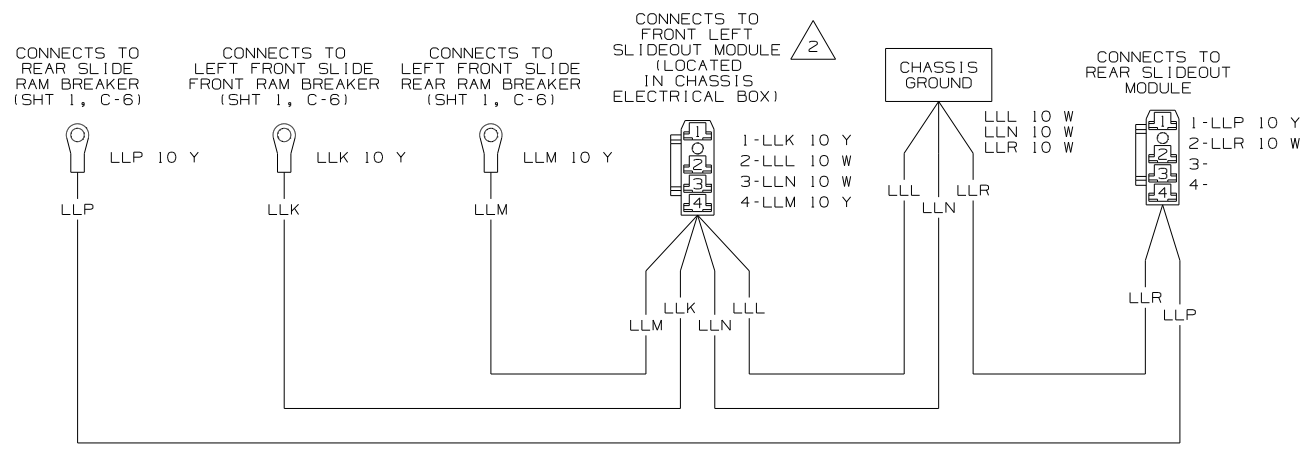 CONNECTS TO
REAR SLIDE
RAM BREAKER
(SHT 1, C-6)
LLP 10 Y
LLP
CONNECTS TO
LEFT FRONT SLIDE
FRONT RAM BREAKER
(SHT 1, C-6)
LLK 10 Y
LLK
CONNECTS TO
LEFT FRONT SLIDE
REAR RAM BREAKER
(SHT 1, C-6)
LLM 10 Y
LLM
CONNECTS TO
FRONT LEFT
SLIDEOUT MODULE
(LOCATED
IN CHASSIS
ELECTRICAL BOX)
2
1
2
3
4
1-LLK 10 Y
2-LLL 10 W
3-LLN 10 W
4-LLM 10 Y
LLM
LLK
LLN
LLL
CHASSIS
GROUND
LLL 10 W
LLN 10 W
LLR 10 W
LLL
LLN
LLR
CONNECTS TO
REAR SLIDEOUT
MODULE
1
2
3
4
1-LLP 10 Y
2-LLR 10 W
3-
4-
LLR
LLP